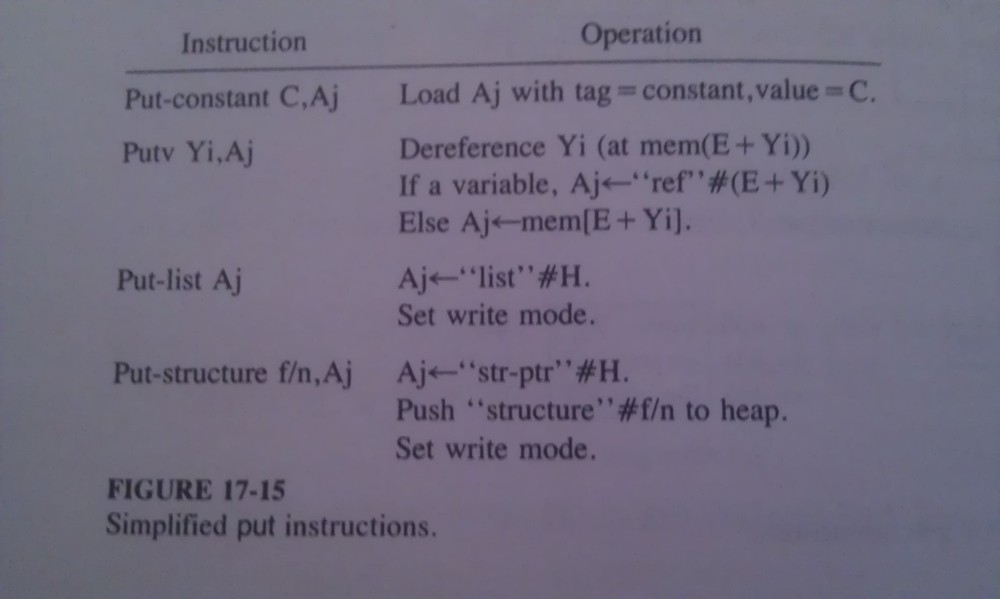 Instruction Operation
Put-constant C,Aj Load Aj with tag=constant,value=C.
Putv Yi,Aj Dereference Yi (at mem(E+Yi))
If a variable, Aj←‘‘ref’’#(E+Yi)
Else Aj←mem[E+Yi].
Put-list Aj Aj←‘‘list’’#H.
Set write mode.
Put-structure f/n,Aj Aj←‘‘str-ptr’’#H.
Push ‘‘structure’’#f/n to heap.
Set write mode.
FIGURE 17-15
Simplified put instructions.